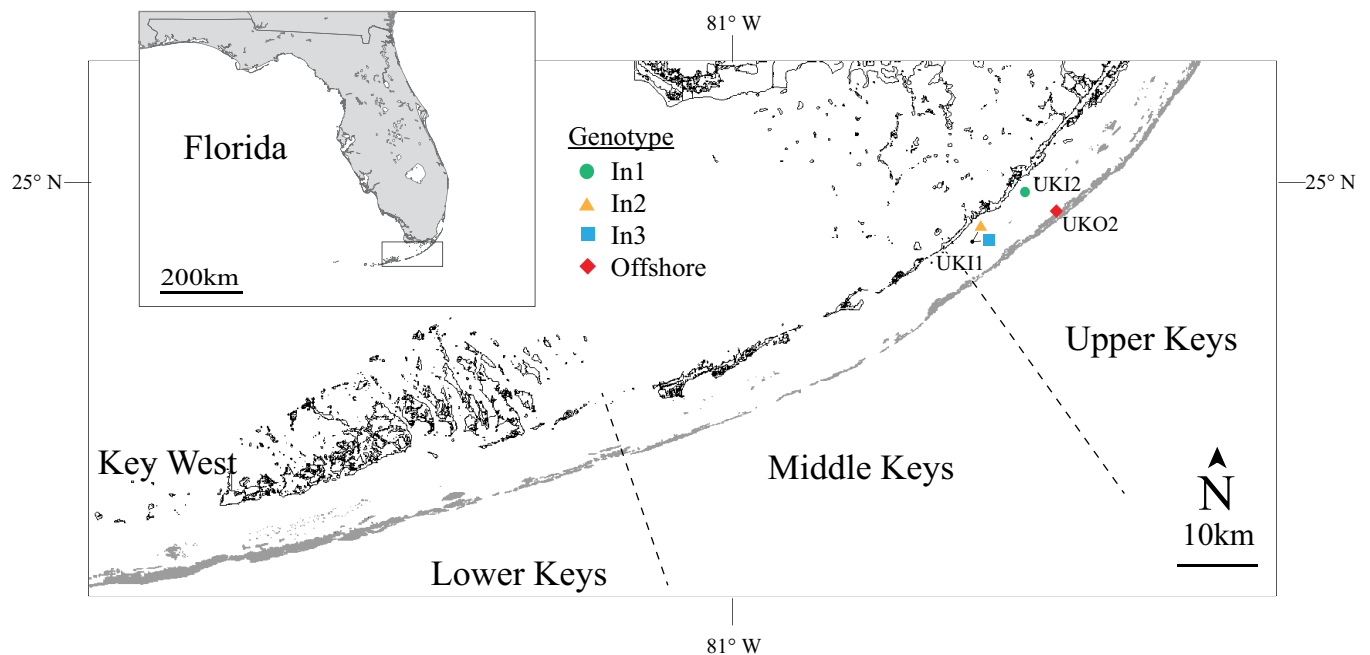 81° W
Florida
200km
Genotype
In1
In2
In3
Offshore
25° N
25° N
UKI2
UKO2
UKI1
Upper Keys
Middle Keys
Key West
Lower Keys
N
10km
81° W